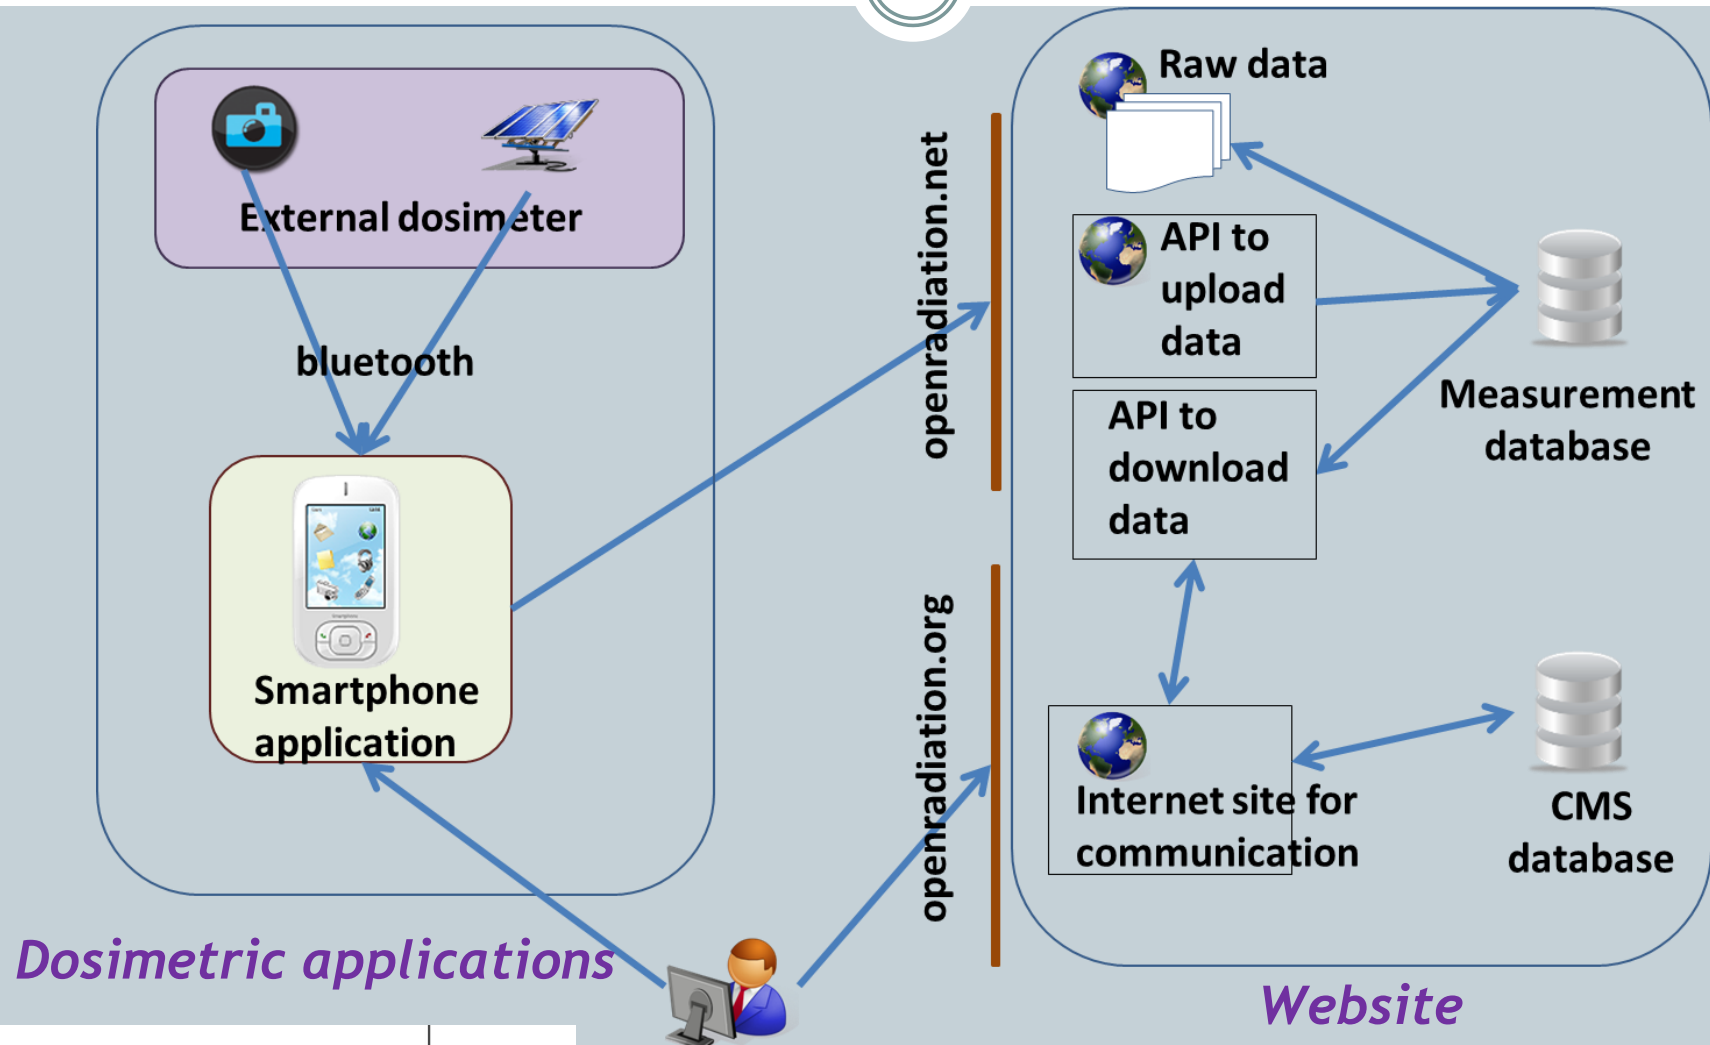 External dosimeter
bluetooth
Smartphone
application
Dosimetric applications
openradiation.net
openradiation.org
Raw data
API to
upload
data
API to
download
data
Measurement
database
Internet site for
communication
CMS
database
Website